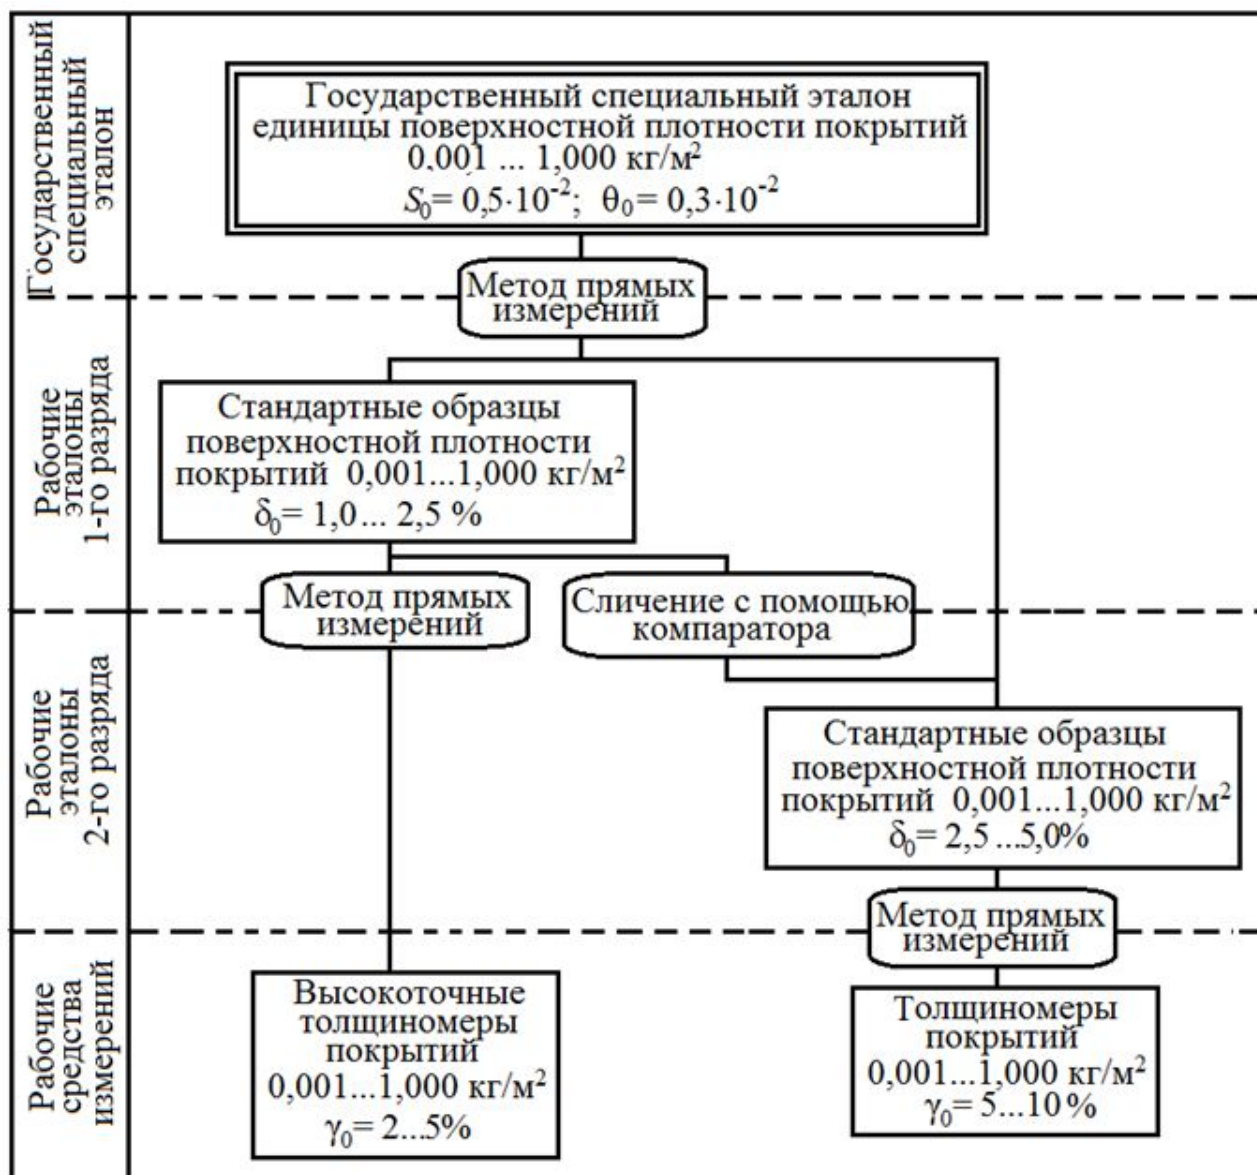 Государственный
специальный
эталон
Государственный специальный эталон
единицы поверхностной плотности покрытий
0,001 ... 1,000 кг/м²
S₀= 0,5·10⁻²; θ₀= 0,3·10⁻²
Метод прямых
измерений
Рабочие
эталоны
1-го разряда
Стандартные образцы
поверхностной плотности
покрытий 0,001...1,000 кг/м²
δ₀= 1,0... 2,5 %
Метод прямых
измерений
Сличение с помощью
компаратора
Рабочие
эталоны
2-го разряда
Стандартные образцы
поверхностной плотности
покрытий 0,001...1,000 кг/м²
δ₀= 2,5 ...5,0%
Метод прямых
измерений
Рабочие
средства
измерений
Высокоточные
толщиномеры
покрытий
0,001...1,000 кг/м²
γ₀= 2...5%
Толщиномеры
покрытий
0,001...1,000 кг/м²
γ₀= 5...10 %